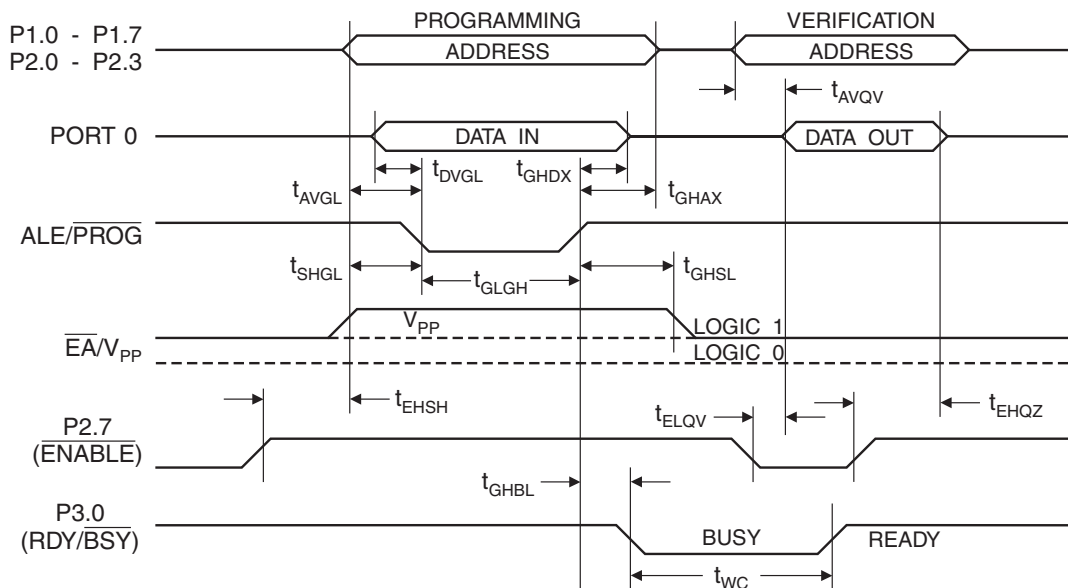 PROGRAMMING VERIFICATION
P1.0 - P1.7
P2.0 - P2.3
ADDRESS ADDRESS
tAVQV
PORT 0 DATA IN DATA OUT
tDVGL tGHDX
tAVGL tGHAX
ALE/PROG
tSHGL tGLGH tGHSL
VPP LOGIC 1
EA/VPP
LOGIC 0
tEHSH tELQV tEHQZ
P2.7
(ENABLE)
tGHBL
P3.0
(RDY/BSY) BUSY READY
tWC